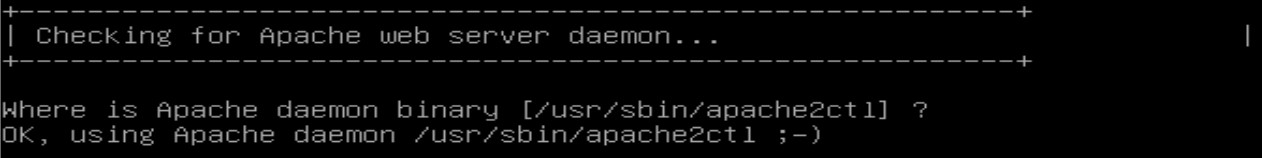 +----------------------------------------------------------+
| Checking for Apache web server daemon... |
+----------------------------------------------------------+
Where is Apache daemon binary [/usr/sbin/apache2ctl] ?
OK, using Apache daemon /usr/sbin/apache2ctl ;-)